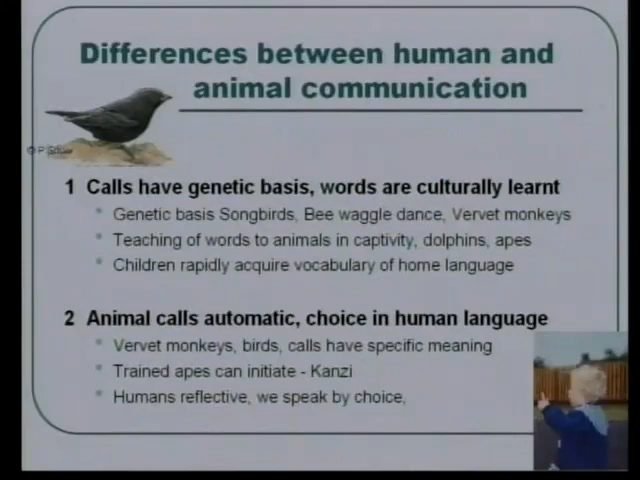 Differences between human and
animal communication
1 Calls have genetic basis, words are culturally learnt
Genetic basis Songbirds, Bee waggle dance, Vervet monkeys
Teaching of words to animals in captivity, dolphins, apes
Children rapidly acquire vocabulary of home language
2 Animal calls automatic, choice in human language
Vervet monkeys, birds, calls have specific meaning
Trained apes can initiate - Kanzi
Humans reflective, we speak by choice,